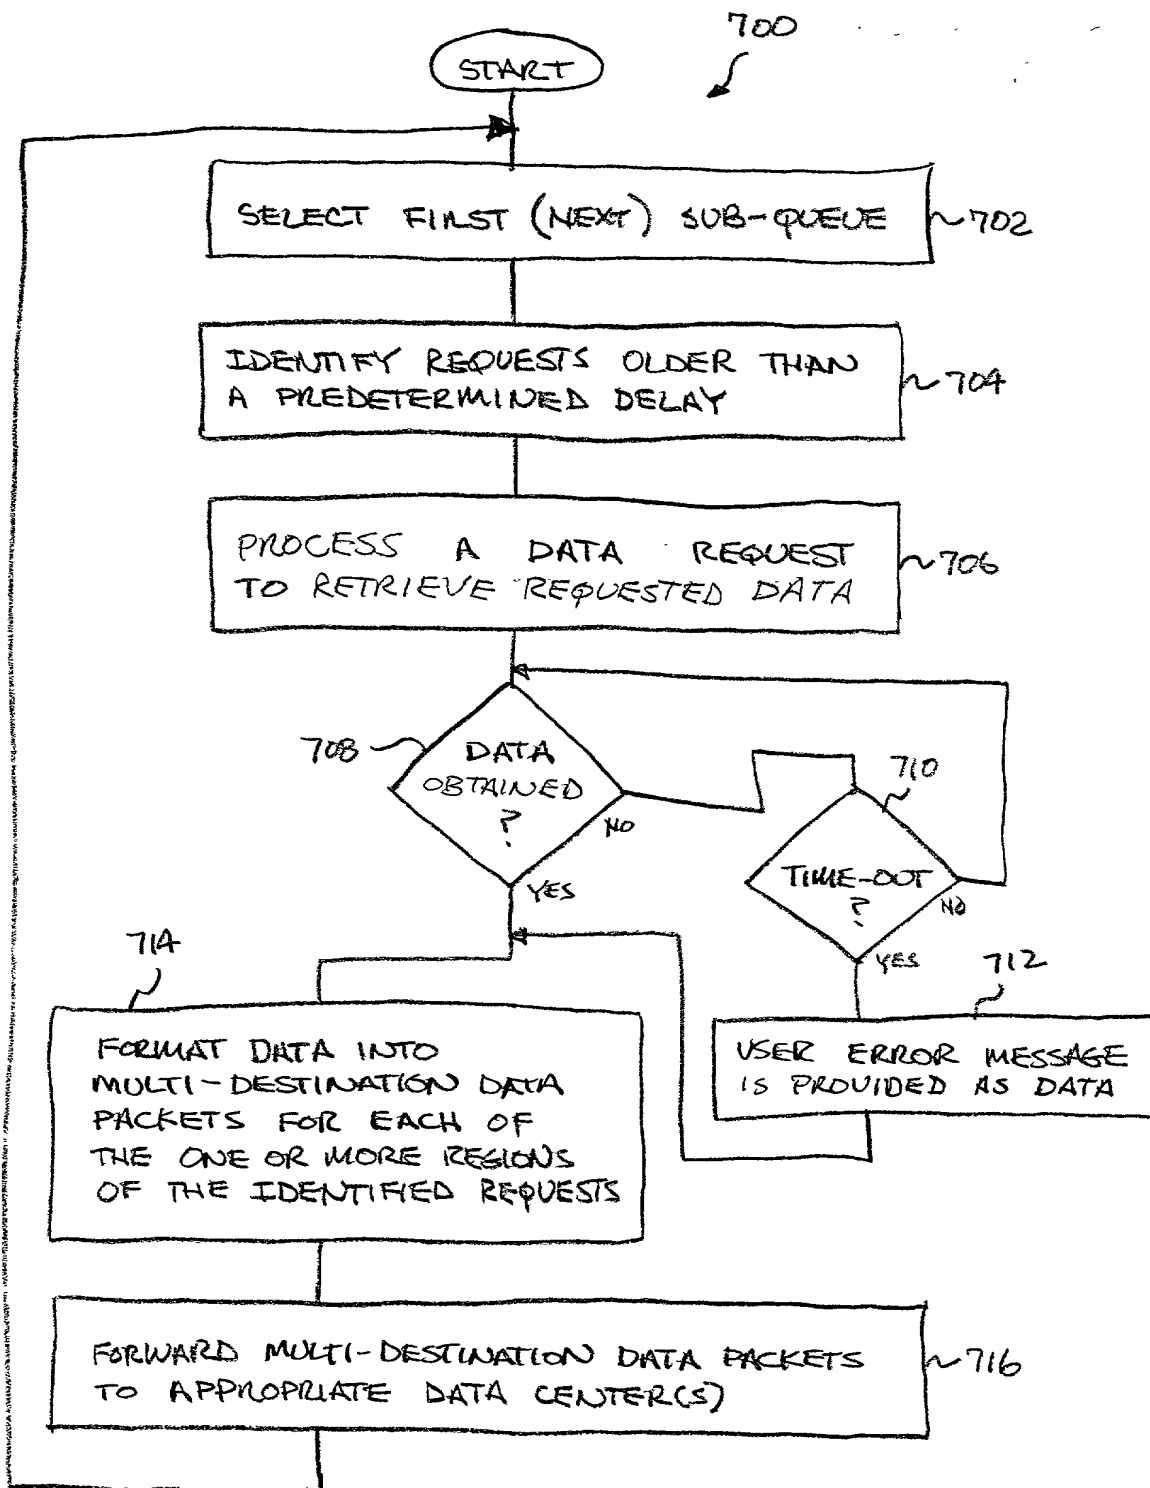 700
START
SELECT FIRST (NEXT) SUB-QUEUE
702
IDENTIFY REQUESTS OLDER THAN
A PREDETERMINED DELAY
704
PROCESS A DATA REQUEST
TO RETRIEVE REQUESTED DATA
706
708
DATA
OBTAINED
?
NO
YES
710
TIME-OUT
?
NO
YES
712
USER ERROR MESSAGE
IS PROVIDED AS DATA
714
FORMAT DATA INTO
MULTI-DESTINATION DATA
PACKETS FOR EACH OF
THE ONE OR MORE REGIONS
OF THE IDENTIFIED REQUESTS
FORWARD MULTI-DESTINATION DATA PACKETS
TO APPROPRIATE DATA CENTER(S)
716